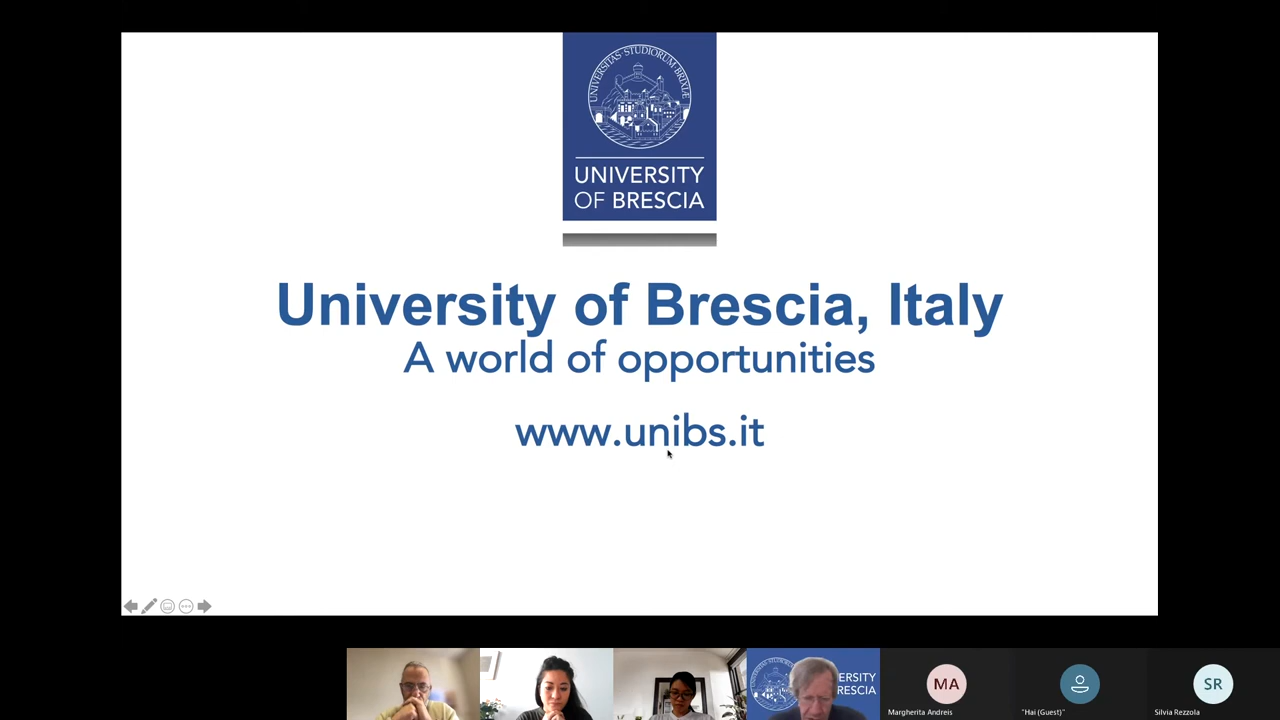 UNIVERSITAS·STUDIORUM·BRIXIÆ
UNIVERSITY
OF BRESCIA
University of Brescia, Italy
A world of opportunities
www.unibs.it
ERSITY
RESCIA
MA
SR
Margherita Andreis
"Hai (Guest)"
Silvia Rezzola